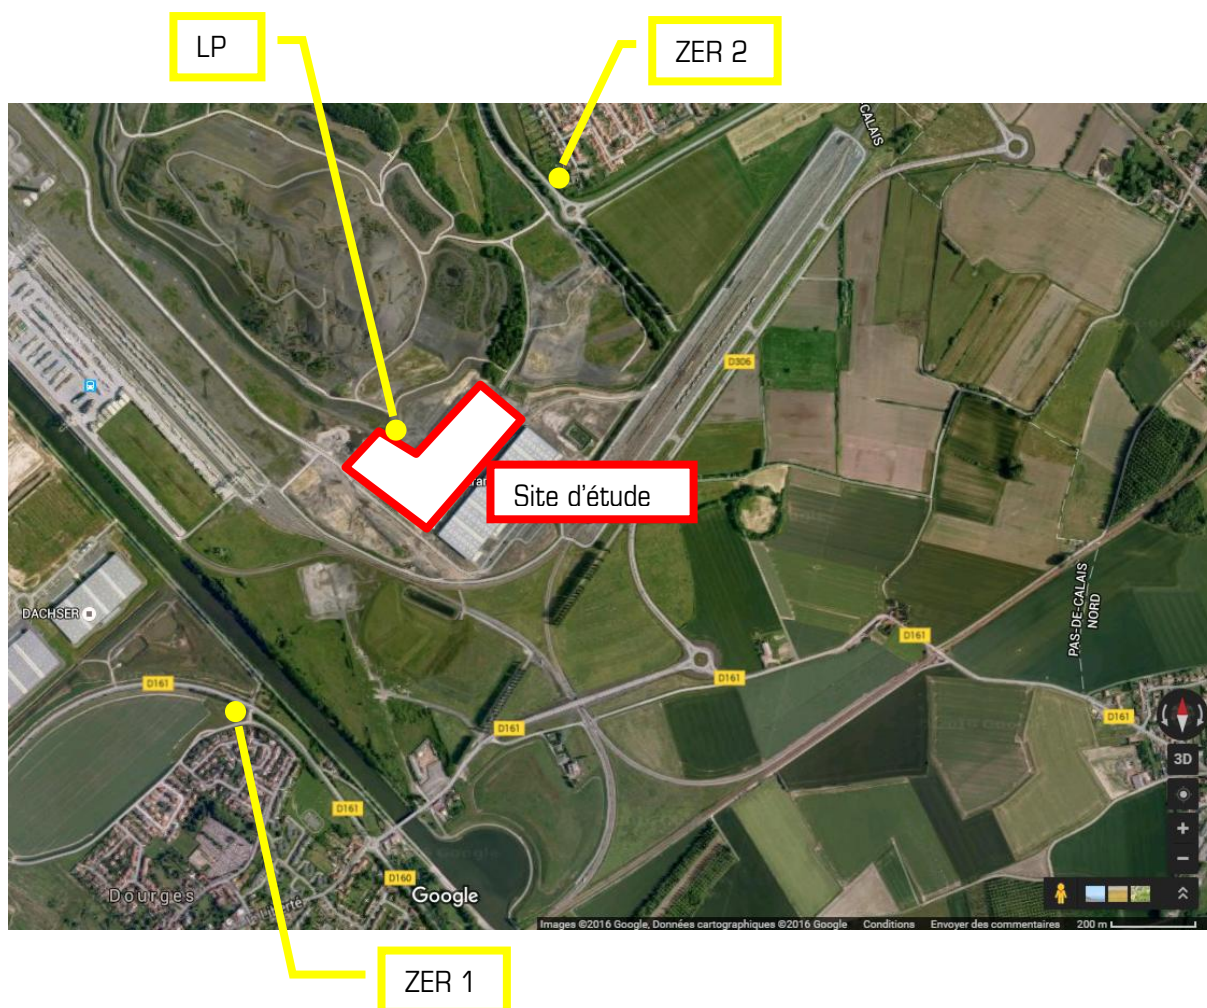 LP
ZER 2
CALAIS
D306
Site d'étude
DACHSER
PAS-DE-CALAIS
NORD
D161
D161
D161
D161
D161
D161
3D
Dourges
D160
Google
Images ©2016 Google, Données cartographiques ©2016 Google
Conditions
Envoyer des commentaires
200 m
ZER 1